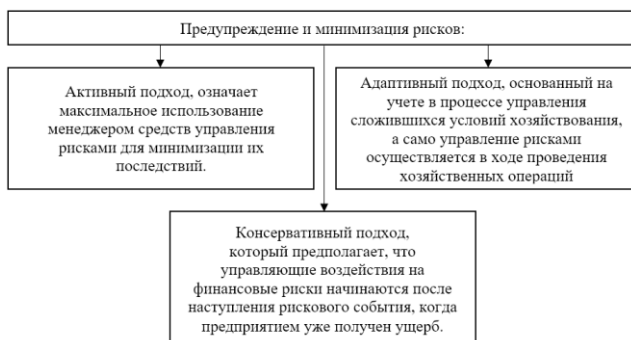 Предупреждение и минимизация рисков:
Активный подход, означает
максимальное использование
менеджером средств управления
рисками для минимизации их
последствий.
Адаптивный подход, основанный на
учете в процессе управления
сложившихся условий хозяйствования,
а само управление рисками
осуществляется в ходе проведения
хозяйственных операций
Консервативный подход,
который предполагает, что
управляющие воздействия на
финансовые риски начинаются после
наступления рискового события, когда
предприятием уже получен ущерб.